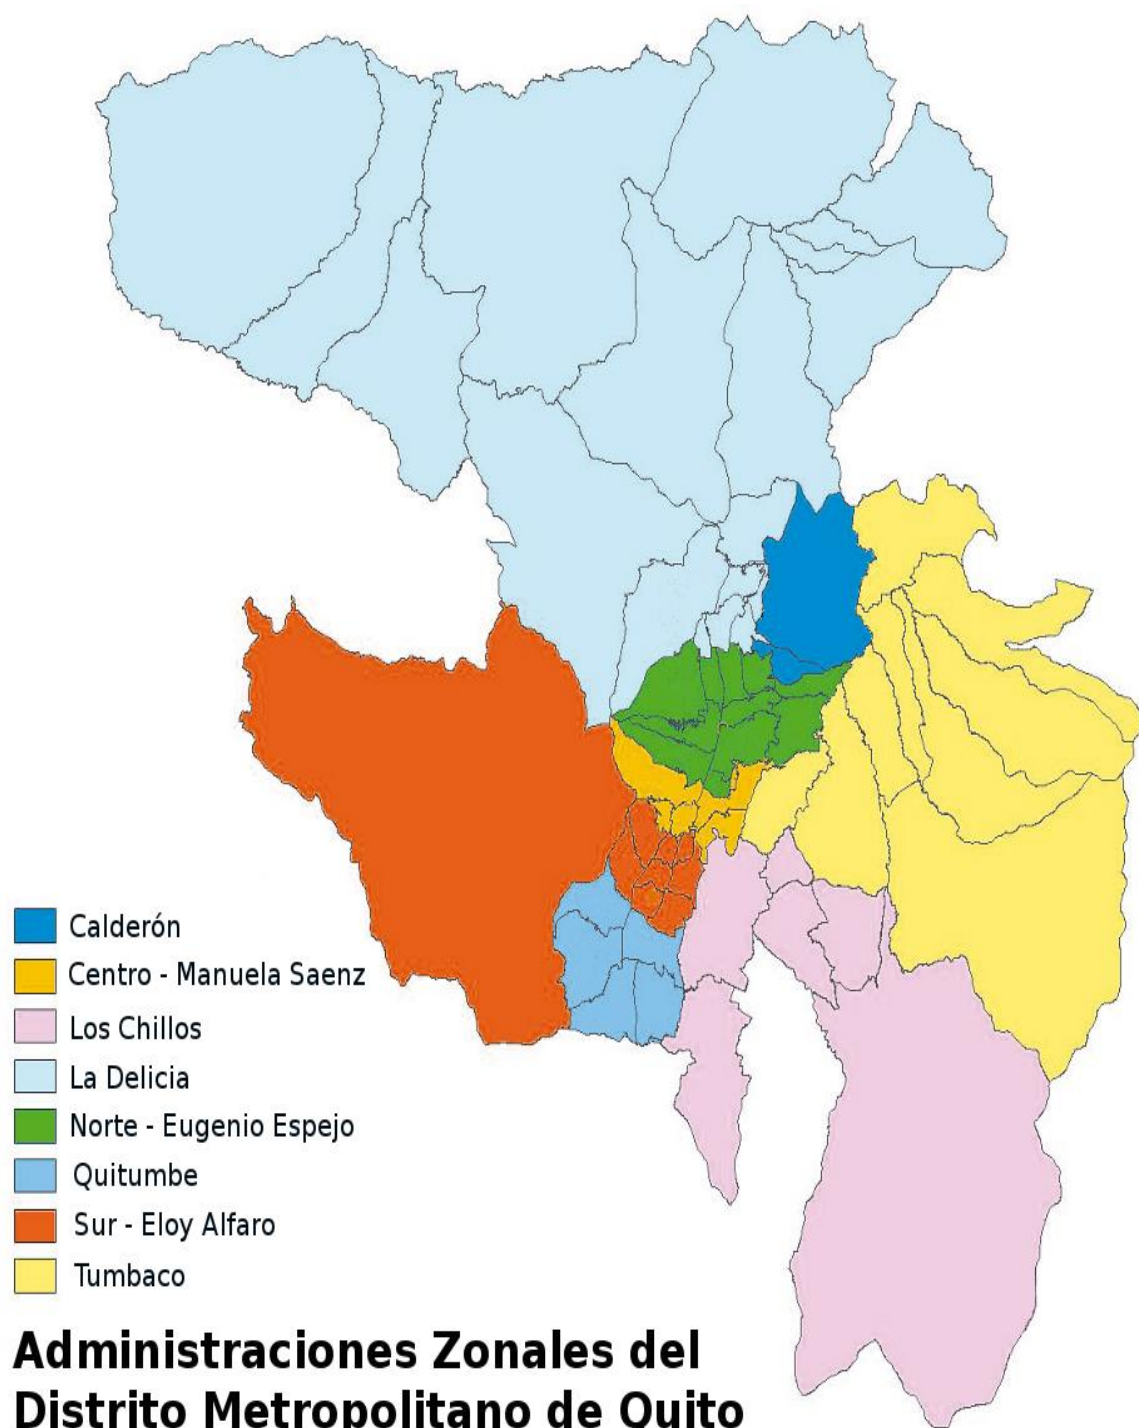 Calderón
Centro - Manuela Saenz
Los Chillos
La Delicia
Norte - Eugenio Espejo
Quitumbe
Sur - Eloy Alfaro
Tumbaco
Administraciones Zonales del
Distrito Metropolitano de Quito